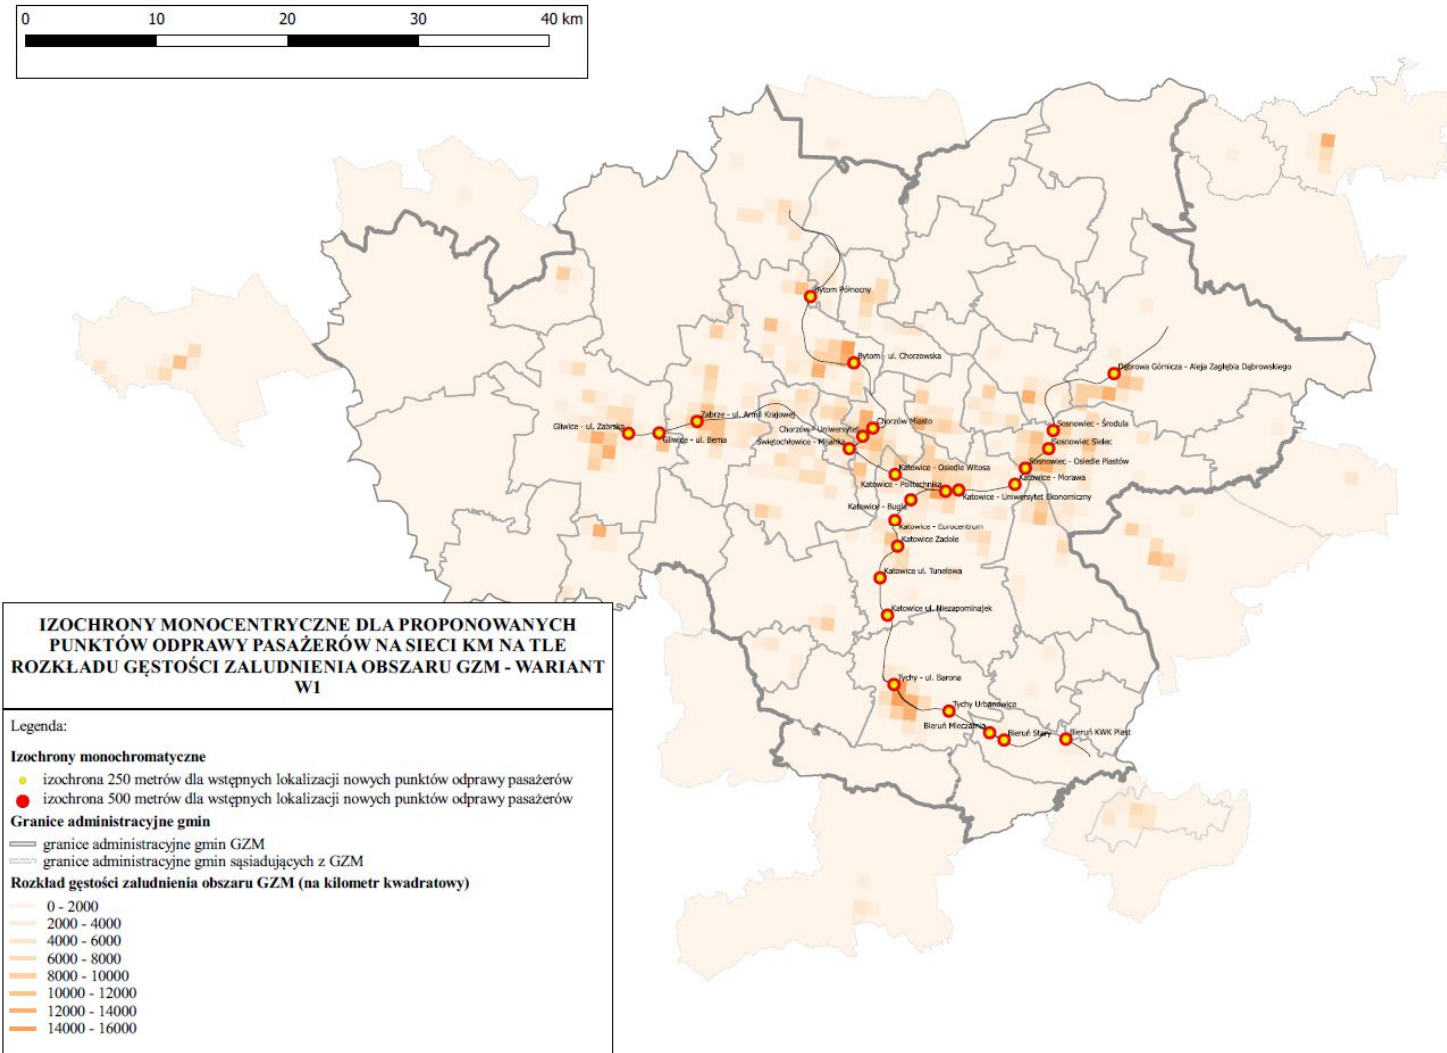 0 10 20 30 40 km
Bytom Północny
Bytom - ul. Chorzowska
Dąbrowa Górnicza - Aleja Zagłębia Dąbrowskiego
Zabrze - ul. Armii Krajowej
Gliwice - ul. Zabrska
Gliwice - ul. Bema
Chorzów Miasto
Chorzów - Uniwersytet
Świętochłowice - Mijanka
Sosnowiec - Środula
Sosnowiec Sielec
Sosnowiec - Osiedle Piastów
Katowice - Osiedle Witosa
Katowice - Morawa
Katowice - Politechnika
Katowice - Uniwersytet Ekonomiczny
Katowice - Bugla
Katowice - Eurocentrum
Katowice Zadole
Katowice ul. Tunelowa
Katowice ul. Niezapominajek
Tychy - ul. Barona
Tychy Urbanowice
Bieruń Mleczarnia
Bieruń Stary
Bieruń KWK Piast
IZOCHRONY MONOCENTRYCZNE DLA PROPONOWANYCH
PUNKTÓW ODPRAWY PASAŻERÓW NA SIECI KM NA TLE
ROZKŁADU GĘSTOŚCI ZALUDNIENIA OBSZARU GZM - WARIANT
W1
Legenda:
Izochrony monochromatyczne
izochrona 250 metrów dla wstępnych lokalizacji nowych punktów odprawy pasażerów
izochrona 500 metrów dla wstępnych lokalizacji nowych punktów odprawy pasażerów
Granice administracyjne gmin
granice administracyjne gmin GZM
granice administracyjne gmin sąsiadujących z GZM
Rozkład gęstości zaludnienia obszaru GZM (na kilometr kwadratowy)
0 - 2000
2000 - 4000
4000 - 6000
6000 - 8000
8000 - 10000
10000 - 12000
12000 - 14000
14000 - 16000